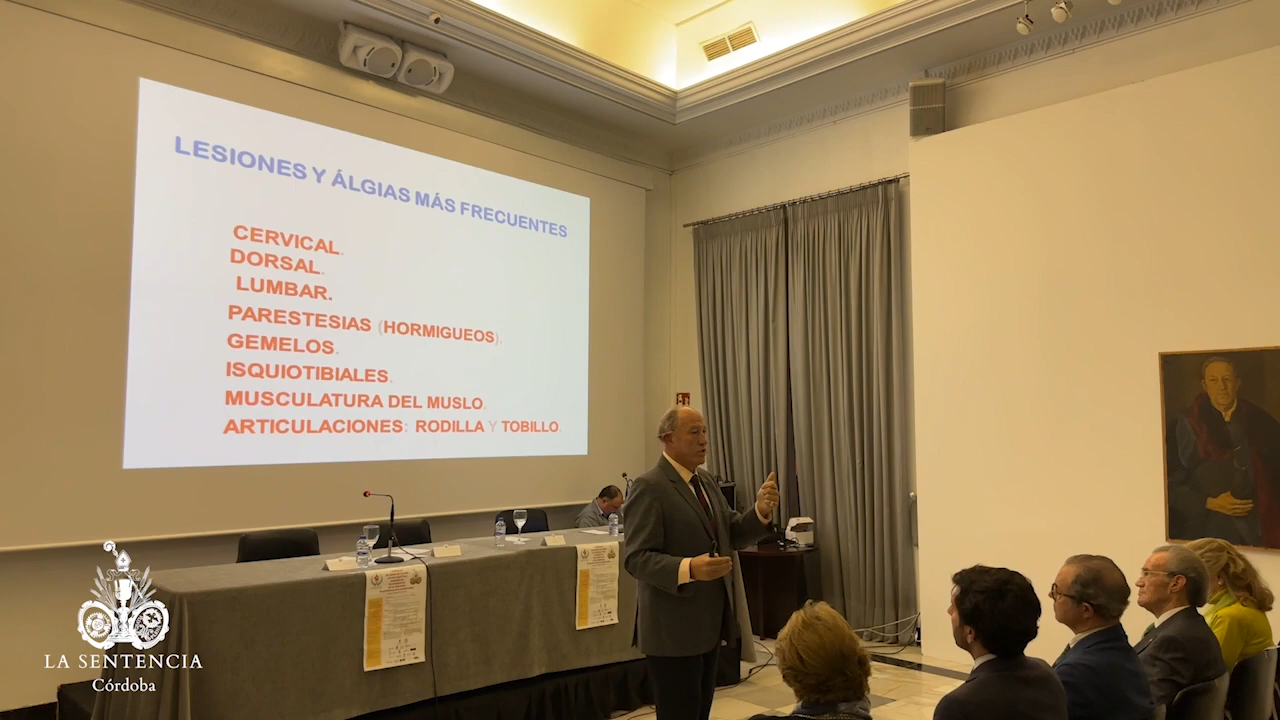 LESIONES Y ÁLGIAS MÁS FRECUENTES
CERVICAL.
DORSAL.
LUMBAR.
PARESTESIAS (HORMIGUEOS).
GEMELOS.
ISQUIOTIBIALES.
MUSCULATURA DEL MUSLO.
ARTICULACIONES: RODILLA Y TOBILLO.
LA SENTENCIA
Córdoba